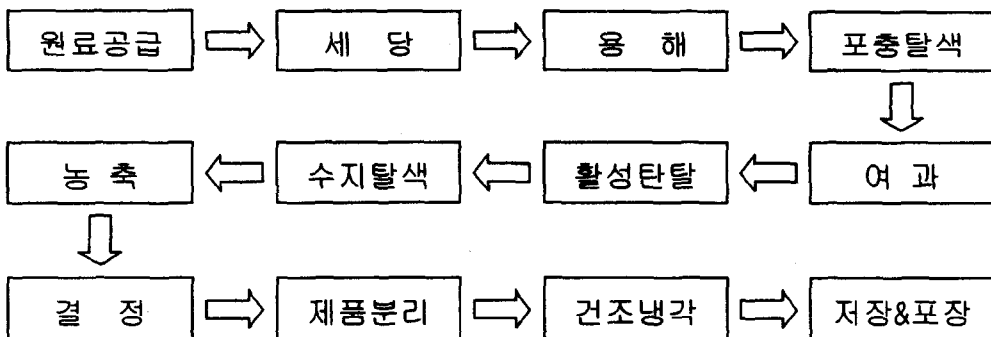 원료공급 세 당 용 해 포충탈색
농 축 수지탈색 활성탄탈 여 과
결 정 제품분리 건조냉각 저장&포장